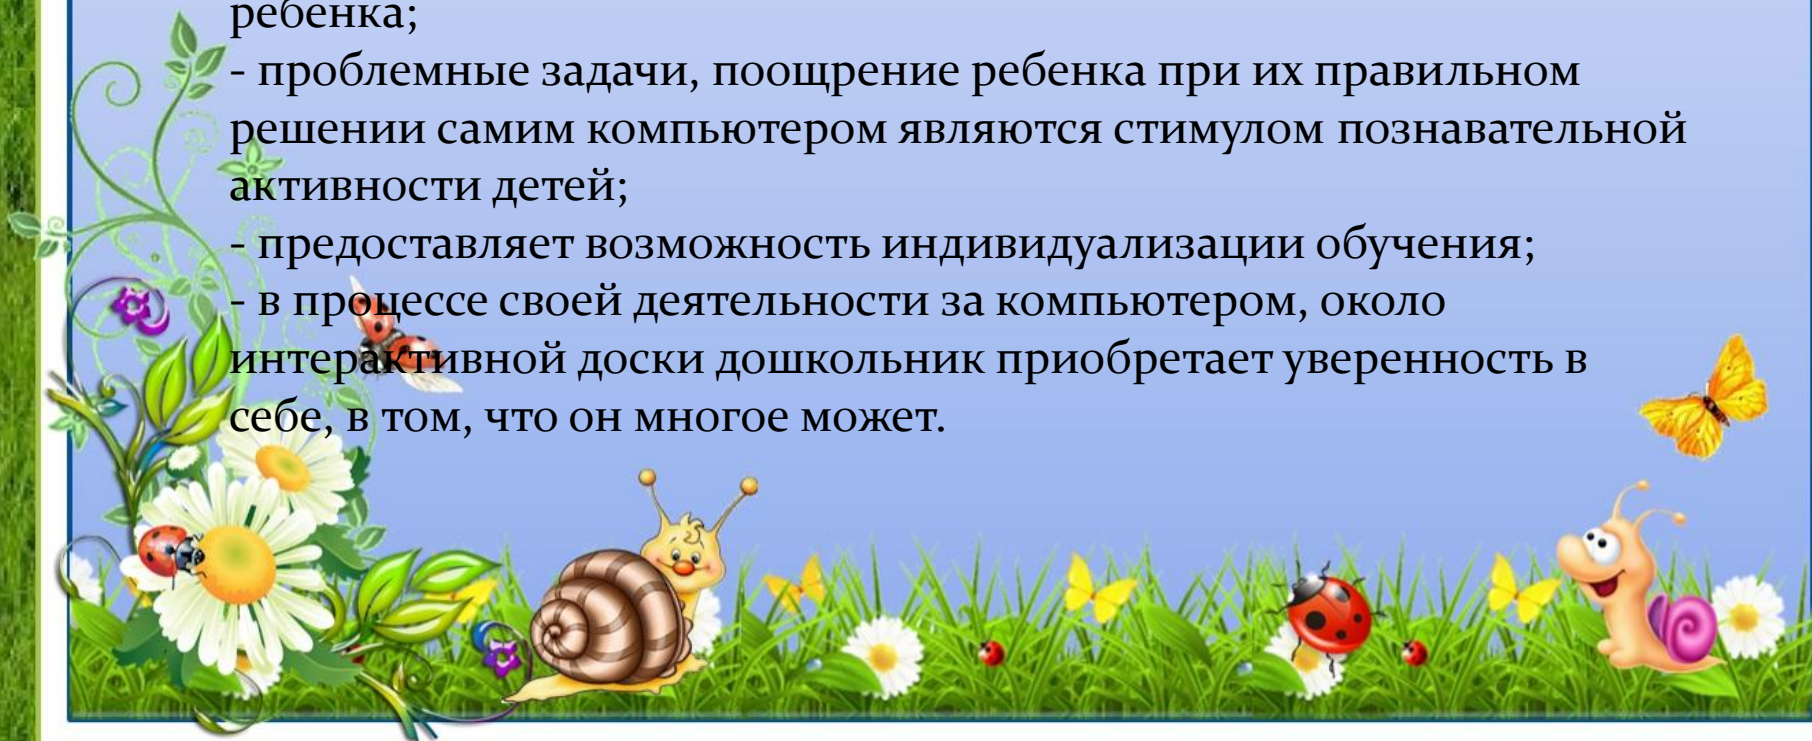 ребенка;
- проблемные задачи, поощрение ребенка при их правильном
решении самим компьютером являются стимулом познавательной
активности детей;
- предоставляет возможность индивидуализации обучения;
- в процессе своей деятельности за компьютером, около
интерактивной доски дошкольник приобретает уверенность в
себе, в том, что он многое может.